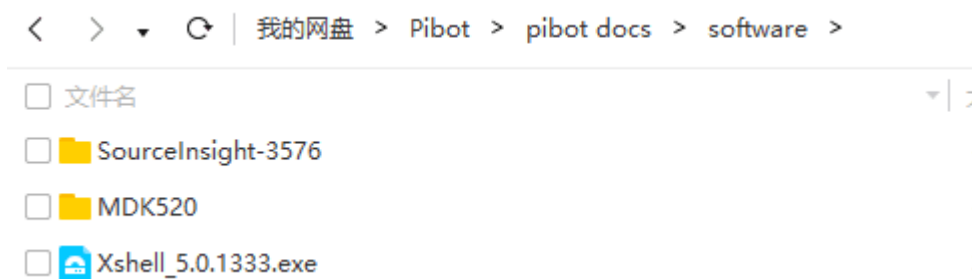 我的网盘 > Pibot > pibot docs > software >
文件名
SourceInsight-3576
MDK520
Xshell_5.0.1333.exe